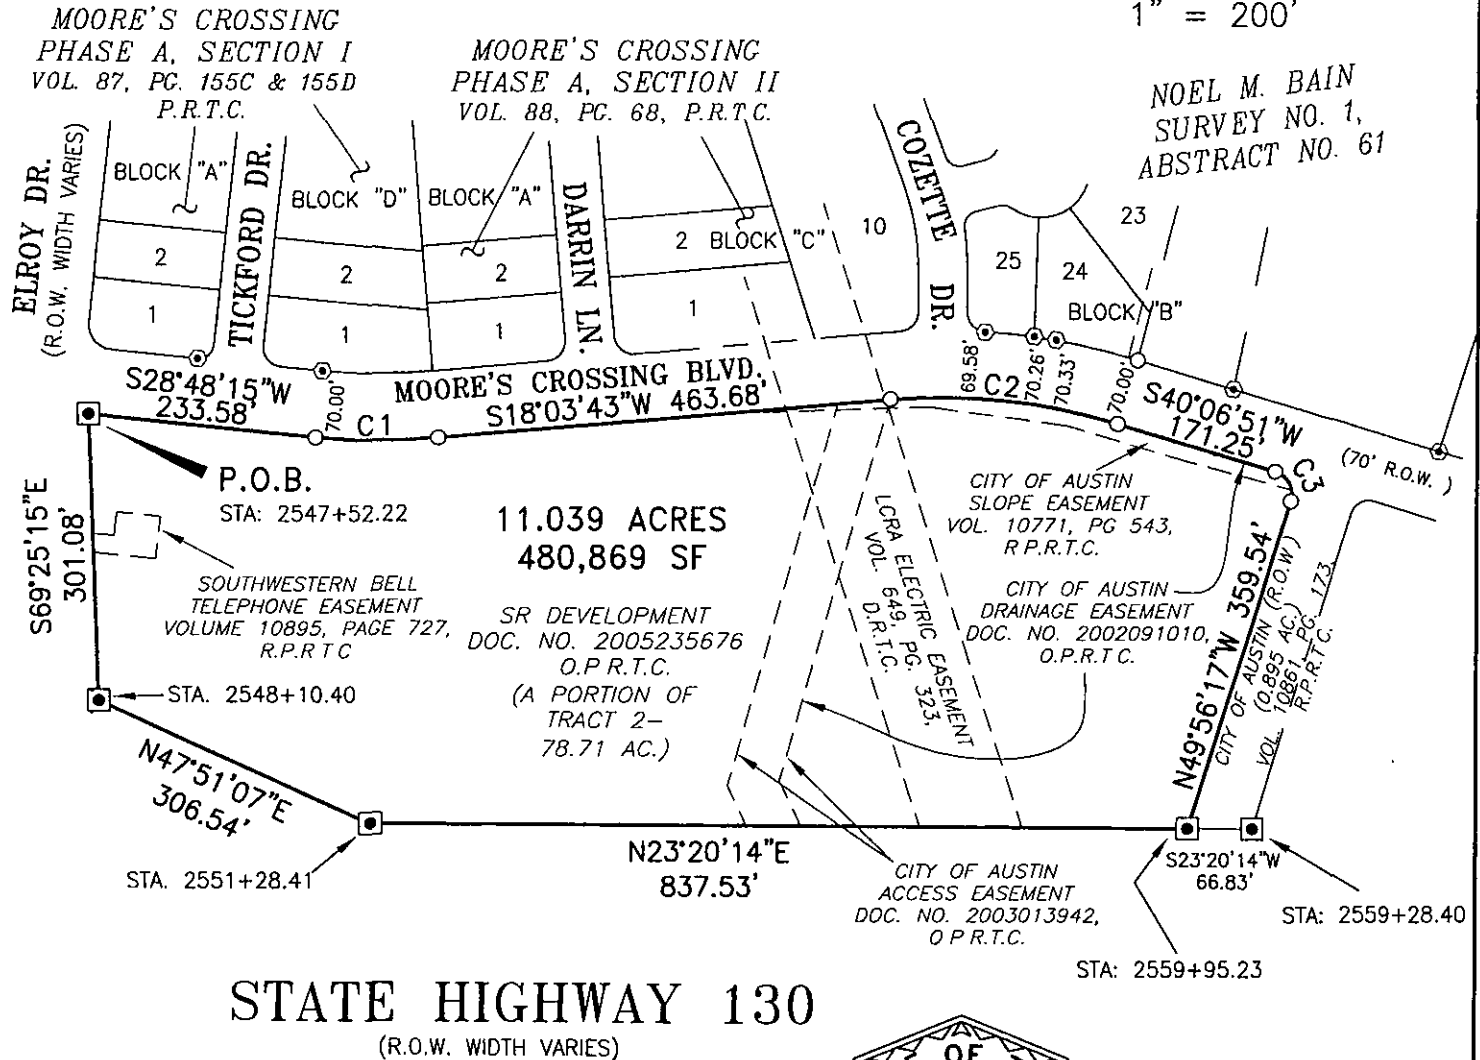 1" = 200'
MOORE'S CROSSING
PHASE A, SECTION I
VOL. 87, PG. 155C & 155D
P.R.T.C.
MOORE'S CROSSING
PHASE A, SECTION II
VOL. 88, PG. 68, P.R.T.C.
NOEL M. BAIN
SURVEY NO. 1,
ABSTRACT NO. 61
ELROY DR.
(R.O.W. WIDTH VARIES)
BLOCK "A"
2
1
TICKFORD DR.
BLOCK "D"
2
1
BLOCK "A"
2
1
DARRIN LN.
2 BLOCK "C"
1
10
COZETTE DR.
25
24
23
BLOCK "B"
S28°48'15"W
233.58'
70.00'
C1
MOORE'S CROSSING BLVD.
S18°03'43"W 463.68'
69.58'
C2
70.26'
70.33'
70.00'
S40°06'51"W
171.25'
C3
(70' R.O.W. )
P.O.B.
STA: 2547+52.22
S69°25'15"E
301.08'
SOUTHWESTERN BELL
TELEPHONE EASEMENT
VOLUME 10895, PAGE 727,
R.P.R T C
11.039 ACRES
480,869 SF
SR DEVELOPMENT
DOC. NO. 2005235676
O.P R.T.C.
(A PORTION OF
TRACT 2-
78.71 AC.)
LCRA ELECTRIC EASEMENT
VOL. 649, PG. 323,
D.R.T.C.
CITY OF AUSTIN
SLOPE EASEMENT
VOL. 10771, PG 543,
R P.R.T.C.
CITY OF AUSTIN
DRAINAGE EASEMENT
DOC. NO. 2002091010,
O.P.R.T C.
N49°56'17"W 359.54'
CITY OF AUSTIN (R.O.W )
(0.895 AC.)
VOL. 10861, PG. 173,
R.P.R.T.C.
STA. 2548+10.40
N47°51'07"E
306.54'
STA. 2551+28.41
N23°20'14"E
837.53'
CITY OF AUSTIN
ACCESS EASEMENT
DOC. NO. 2003013942,
O P R.T.C.
S23°20'14"W
66.83'
STA: 2559+28.40
STA: 2559+95.23
STATE HIGHWAY 130
(R.O.W. WIDTH VARIES)
OF